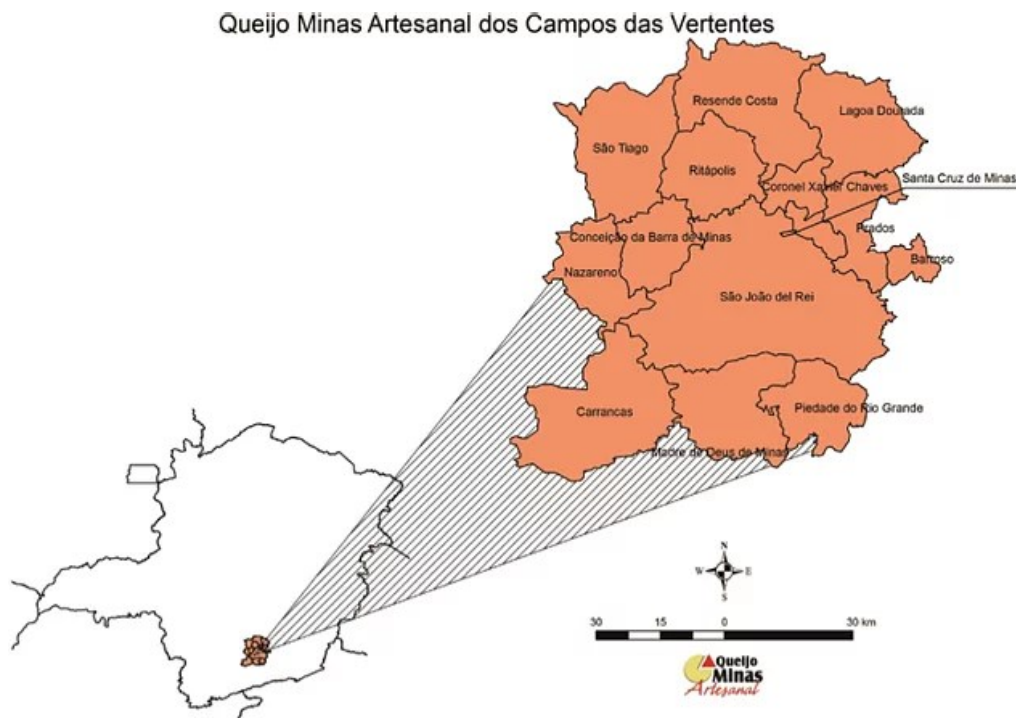 Queijo Minas Artesanal dos Campos das Vertentes
Resende Costa
Lagoa Dourada
São Tiago
Ritápolis
Santa Cruz de Minas
Coronel Xavier Chaves
Prados
Conceição da Barra de Minas
Barroso
Nazareno
São João del Rei
Carrancas
Piedade do Rio Grande
Madre de Deus de Minas
N
W E
S
30 15 0 30 km
Queijo
Minas
Artesanal